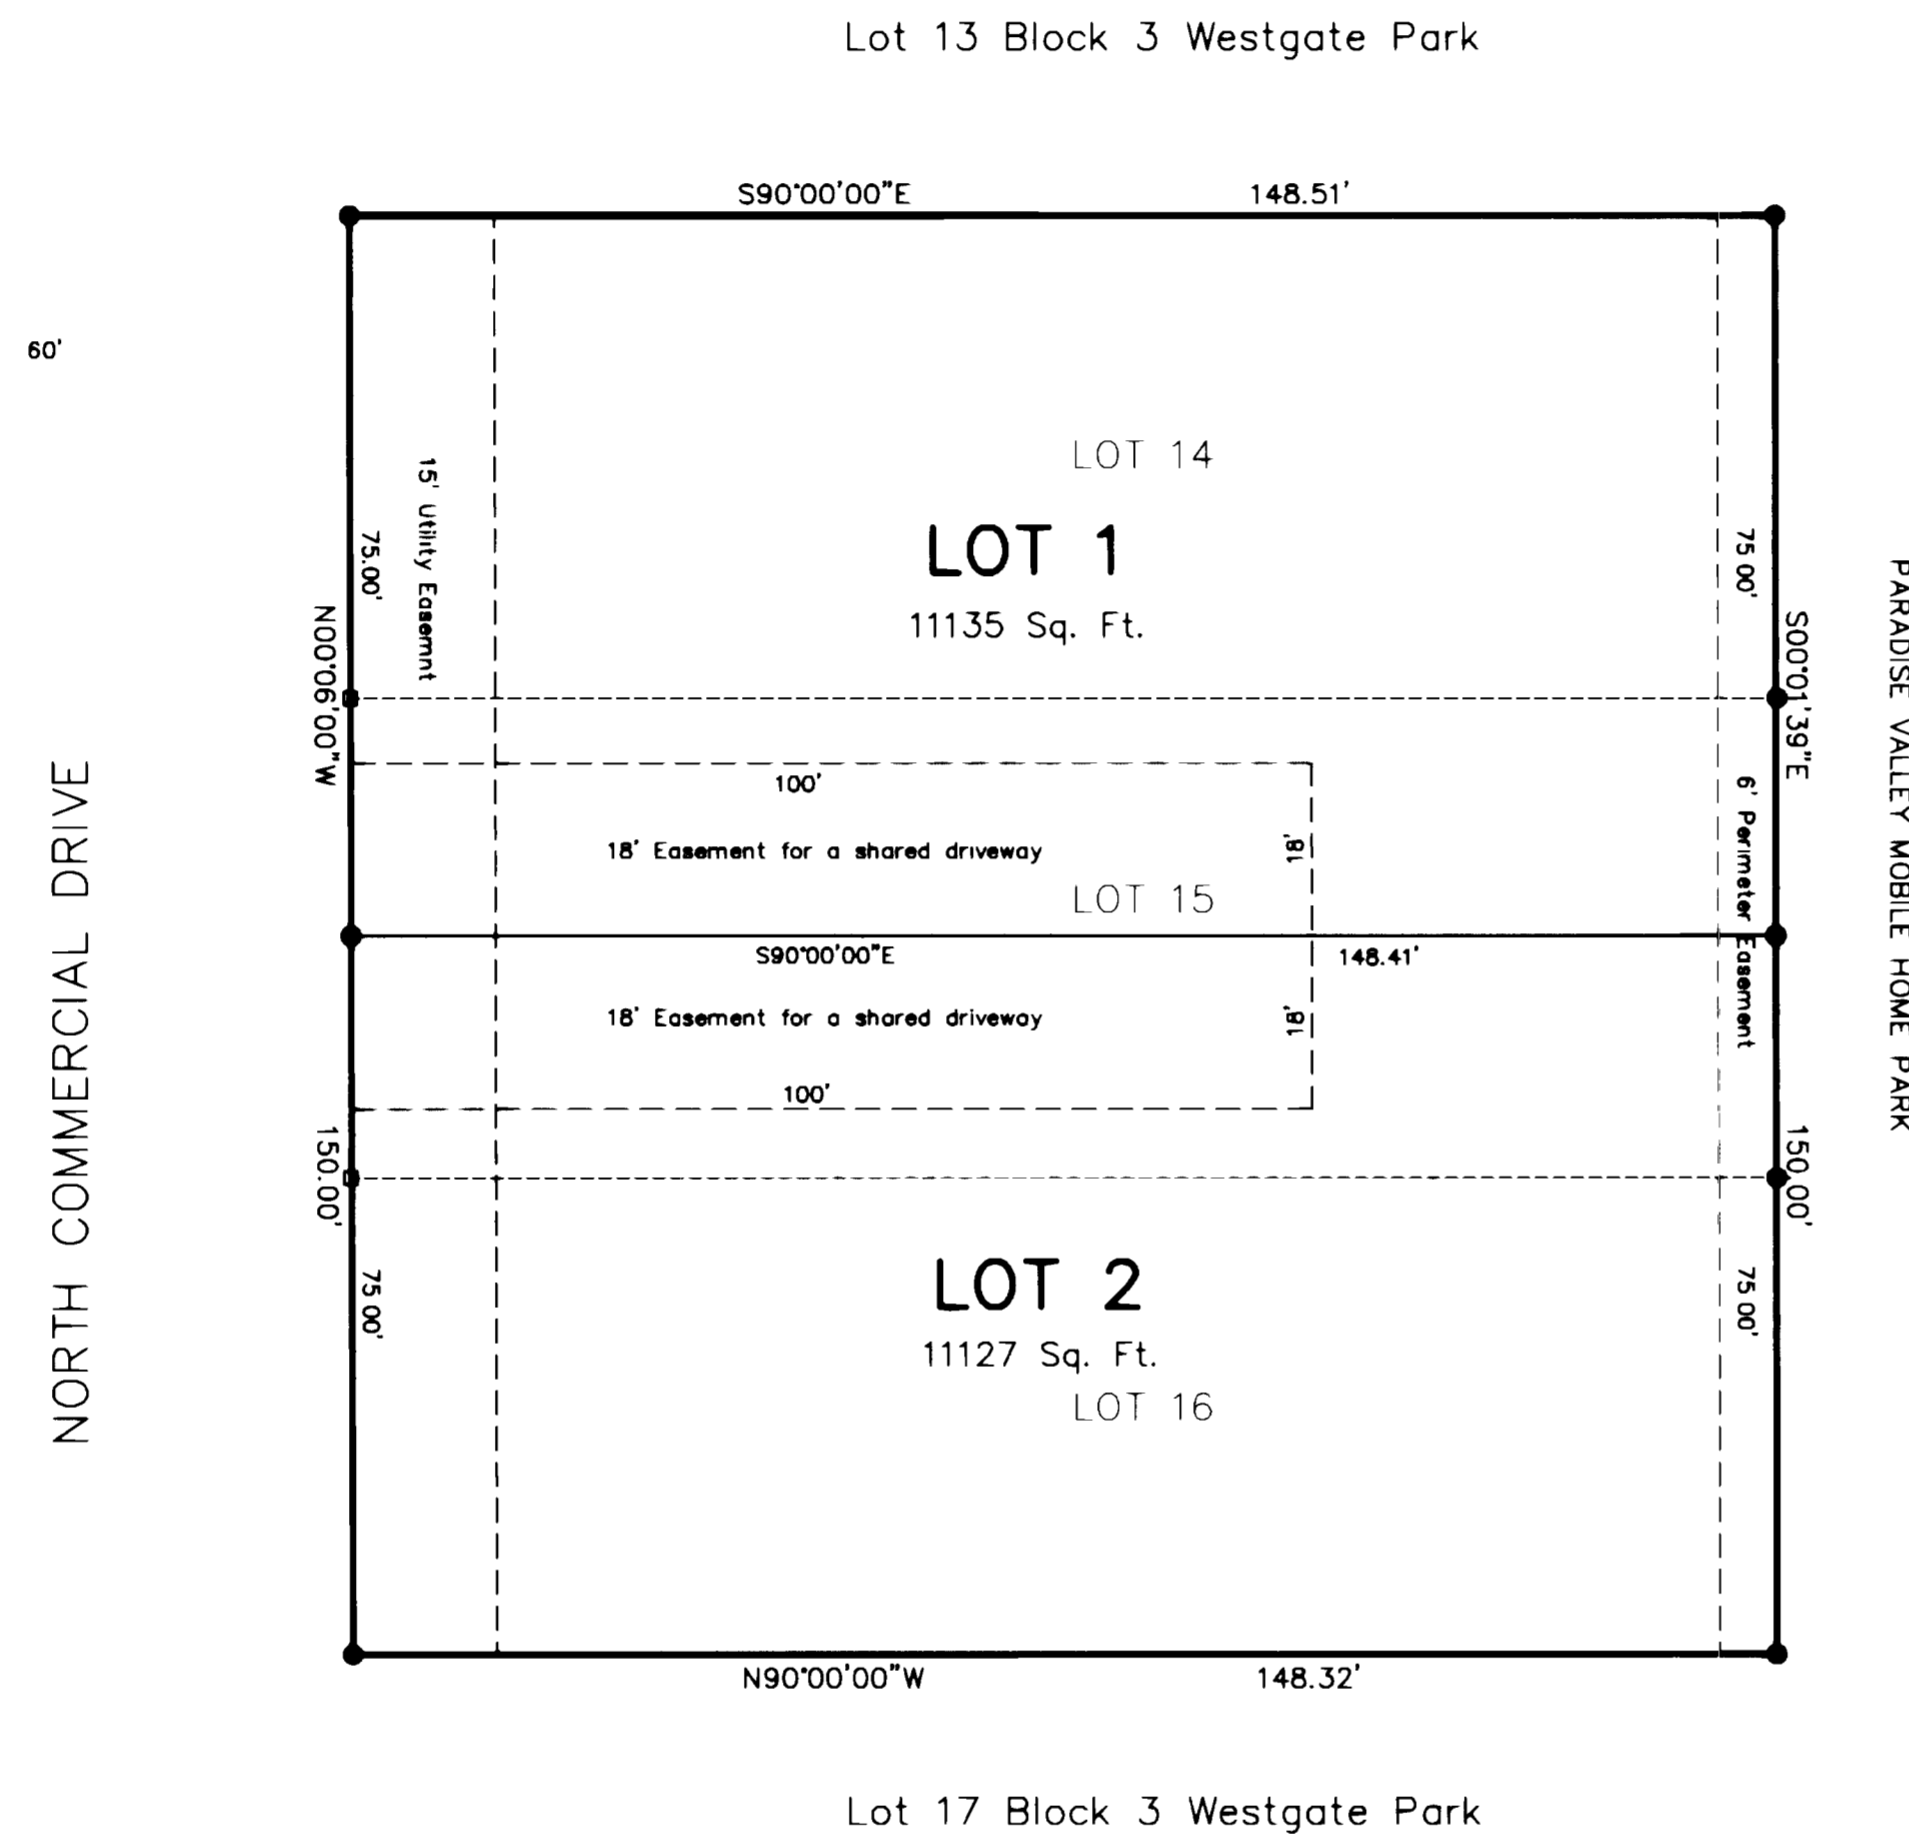 Lot 13 Block 3 Westgate Park
S90°00'00"E 148.51'
60'
LOT 14
15' Utility Easemnt
LOT 1
75.00'
75 00'
11135 Sq. Ft.
N00°06'00"W
S00°01'39"E
PARADISE VALLEY MOBILE HOME PARK
NORTH COMMERCIAL DRIVE
100'
18' Easement for a shared driveway
18'
6' Perimeter Easement
LOT 15
S90°00'00"E 148.41'
18' Easement for a shared driveway
18'
100'
150.00'
150.00'
LOT 2
75 00'
75 00'
11127 Sq. Ft.
LOT 16
N90°00'00"W 148.32'
Lot 17 Block 3 Westgate Park